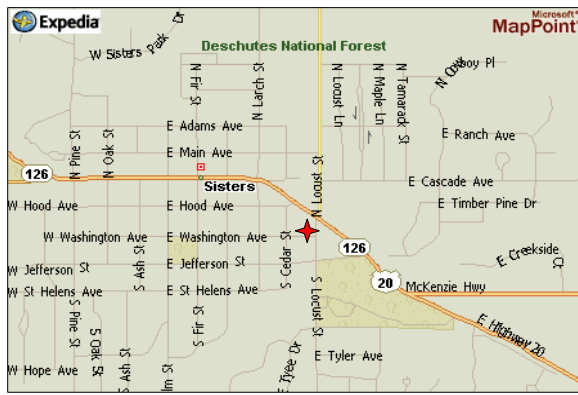 Expedia®
Microsoft®
MapPoint®
W Sisters Park Dr
Deschutes National Forest
N Fir St
N Larch St
N Locust Ln
N Maple Ln
N Tamarack St
Joy Pl
E Adams Ave
E Ranch Ave
N Pine St
N Oak St
E Main Ave
N Locust St
126
Sisters
E Cascade Ave
W Hood Ave
E Hood Ave
E Timber Pine Dr
W Washington Ave
E Washington Ave
S Cedar St
126
E Creekside Ct
S Ash St
W Jefferson St
E Jefferson St
20
McKenzie Hwy
W St Helens Ave
E St Helens Ave
S Locust St
S Pine St
S Oak St
S Fir St
E Highway 20
E Tyee Dr
E Tyler Ave
W Hope Ave
S Ash St